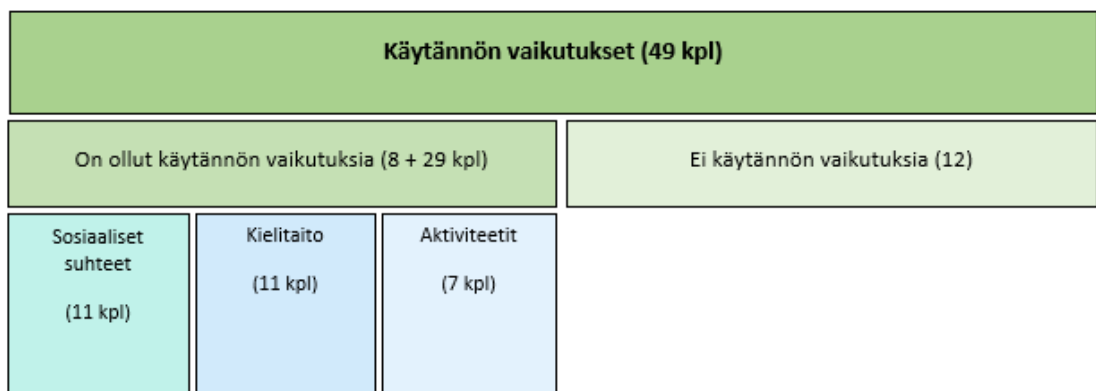 Käytännön vaikutukset (49 kpl)
On ollut käytännön vaikutuksia (8 + 29 kpl)
Ei käytännön vaikutuksia (12)
Sosiaaliset
suhteet
(11 kpl)
Kielitaito
(11 kpl)
Aktiviteetit
(7 kpl)